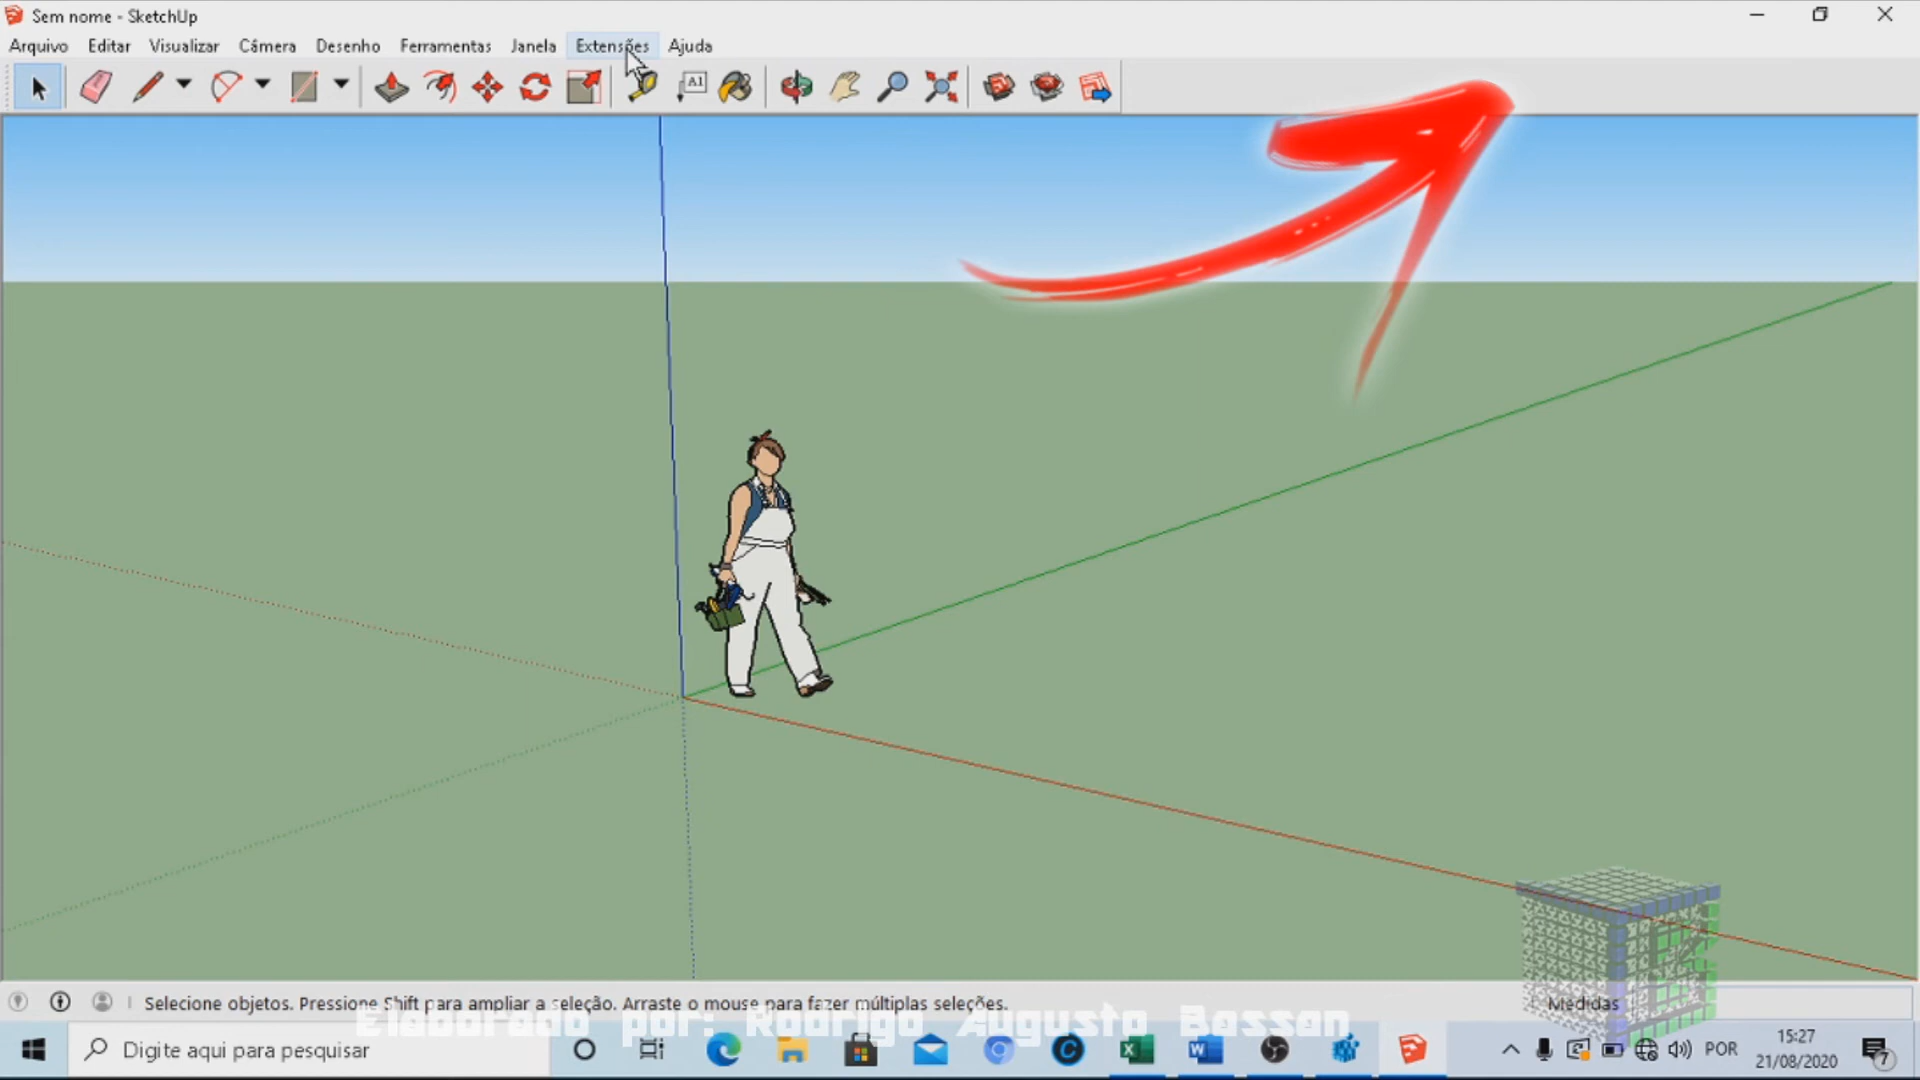 Sem nome - SketchUp
Arquivo Editar Visualizar Câmera Desenho Ferramentas Janela Extensões Ajuda
A1
Selecione objetos. Pressione Shift para ampliar a seleção. Arraste o mouse para fazer múltiplas seleções.
Medidas
Elaborado por: Rodrigo Augusto Bassan
Digite aqui para pesquisar
POR
15:27
21/08/2020
7